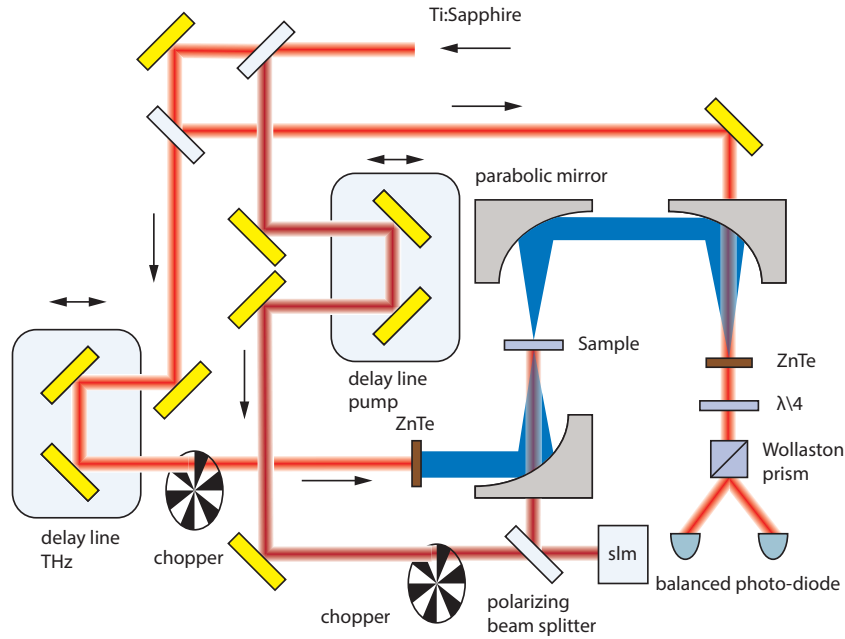 Ti:Sapphire
parabolic mirror
Sample
ZnTe
λ\4
Wollaston
prism
delay line
pump
ZnTe
delay line
THz
chopper
chopper
polarizing
beam splitter
slm
balanced photo-diode